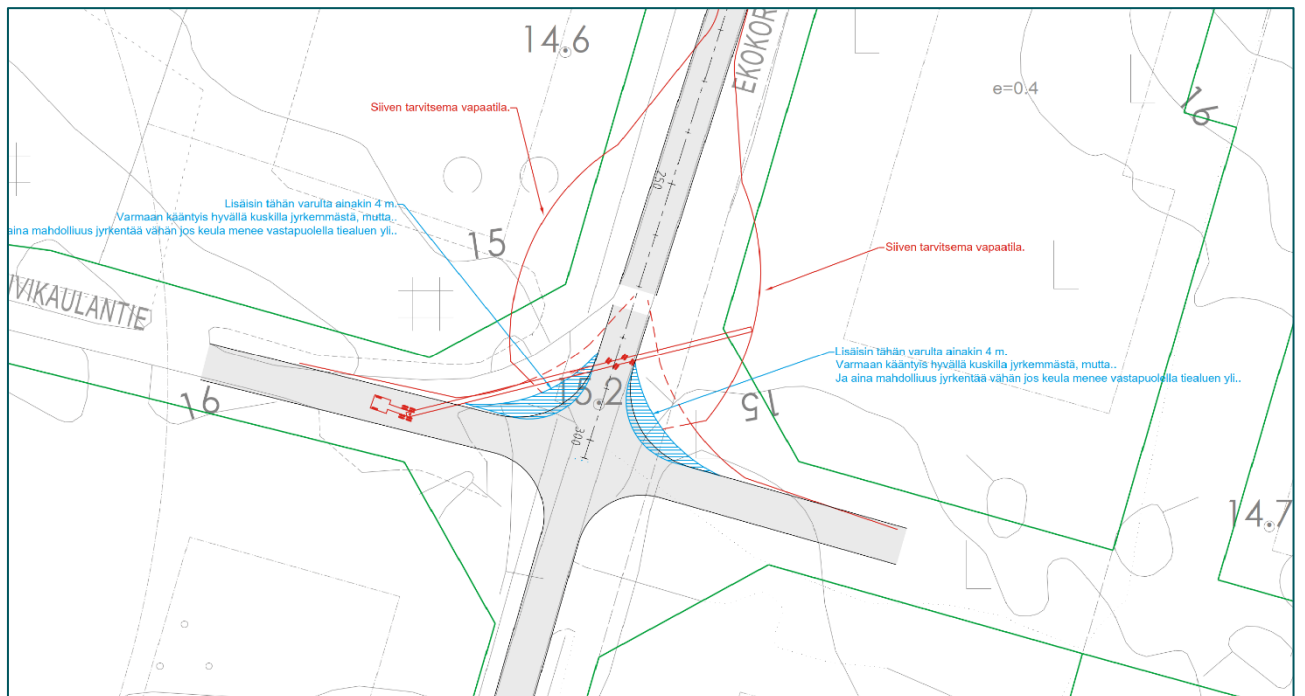 14.6
EKOKOR
e=0.4
16
Siiven tarvitsema vapaatila.
250
Lisäisin tähän varulta ainakin 4 m.
Varmaan kääntyis hyvällä kuskilla jyrkemmästä, mutta..
aina mahdolliuus jyrkentää vähän jos keula menee vastapuolella tiealuen yli..
15
Siiven tarvitsema vapaatila.
IVIKAULANTIE
Lisäisin tähän varulta ainakin 4 m.
Varmaan kääntyis hyvällä kuskilla jyrkemmästä, mutta..
Ja aina mahdolliuus jyrkentää vähän jos keula menee vastapuolella tiealuen yli..
15.2
16
15
300
14.7